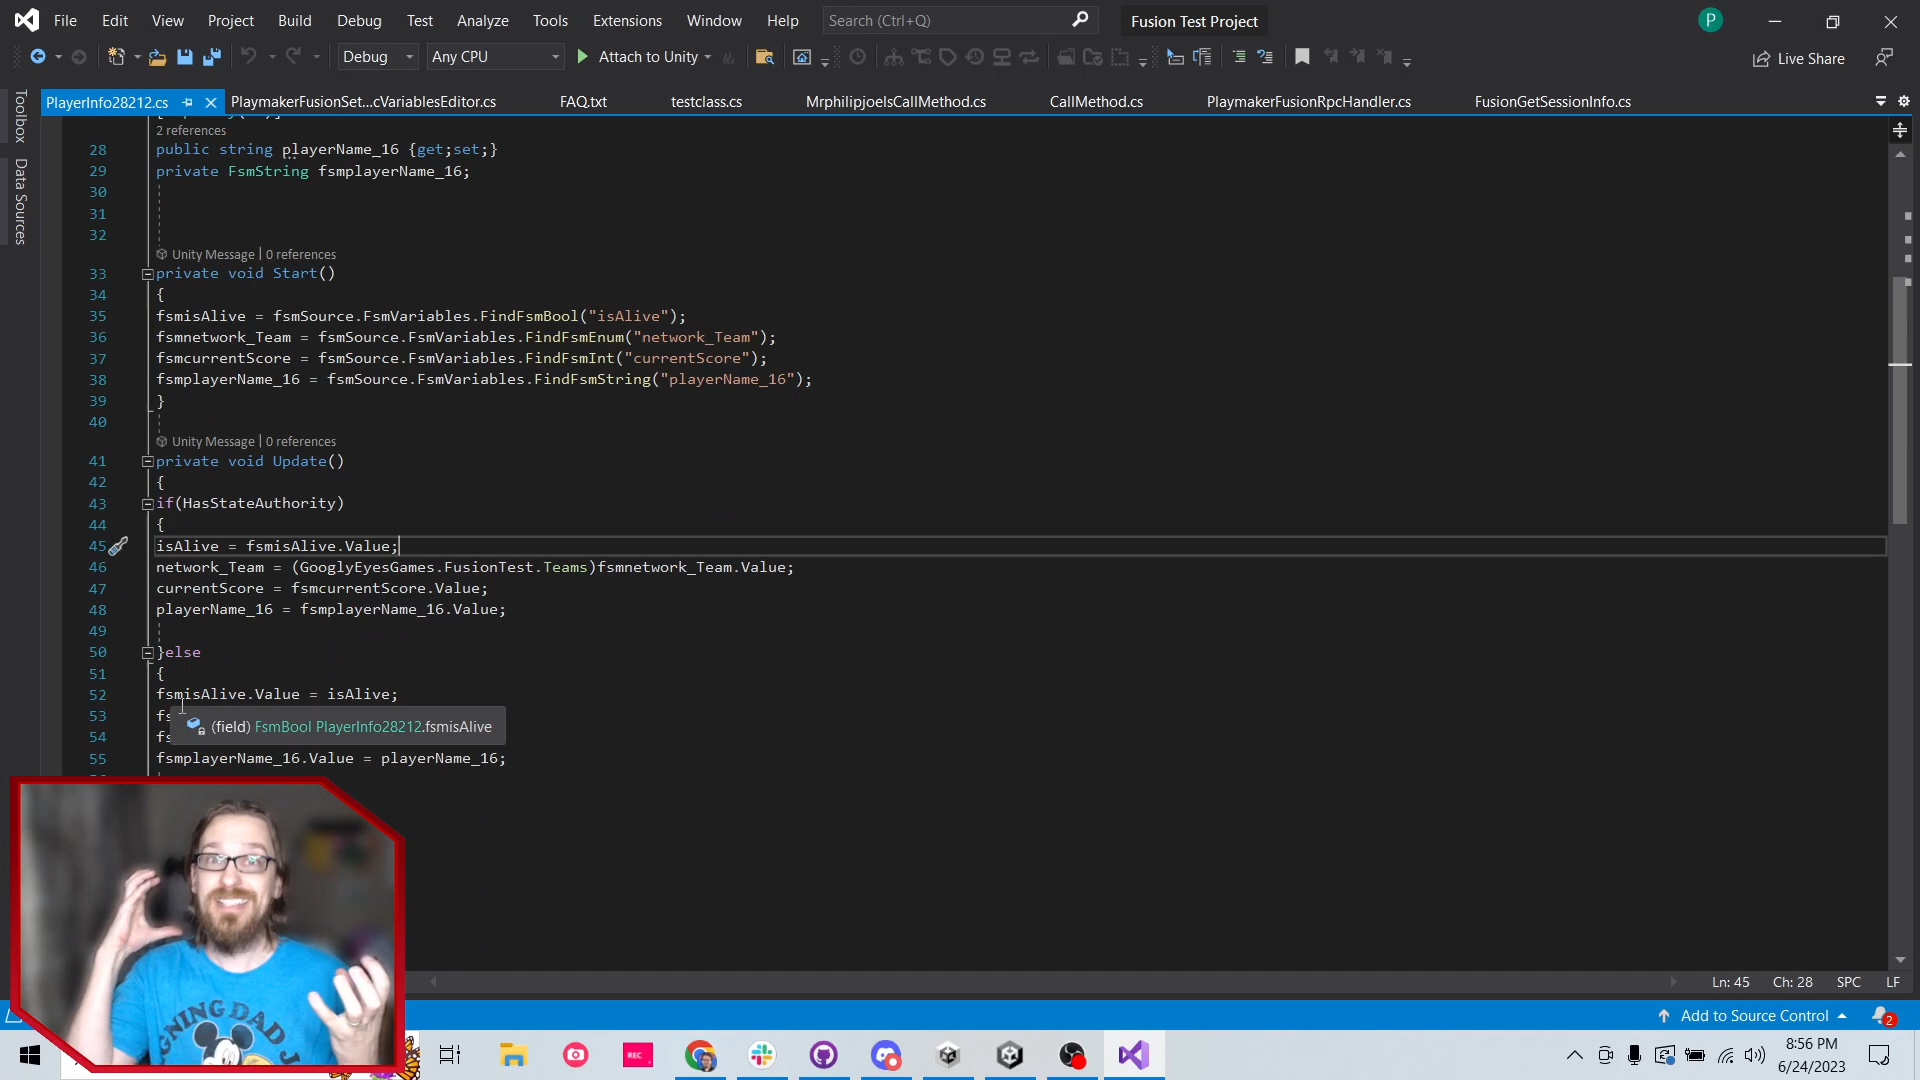 File Edit View Project Build Debug Test Analyze Tools Extensions Window Help Search (Ctrl+Q) Fusion Test Project P
Debug Any CPU Attach to Unity Live Share
PlayerInfo28212.cs PlaymakerFusionSet...cVariablesEditor.cs FAQ.txt testclass.cs MrphilipjoelsCallMethod.cs CallMethod.cs PlaymakerFusionRpcHandler.cs FusionGetSessionInfo.cs
Toolbox
Data Sources
2 references
28 public string playerName_16 {get;set;}
29 private FsmString fsmplayerName_16;
30
31
32
Unity Message | 0 references
33 private void Start()
34 {
35 fsmisAlive = fsmSource.FsmVariables.FindFsmBool("isAlive");
36 fsmnetwork_Team = fsmSource.FsmVariables.FindFsmEnum("network_Team");
37 fsmcurrentScore = fsmSource.FsmVariables.FindFsmInt("currentScore");
38 fsmplayerName_16 = fsmSource.FsmVariables.FindFsmString("playerName_16");
39 }
40
Unity Message | 0 references
41 private void Update()
42 {
43 if(HasStateAuthority)
44 {
45 isAlive = fsmisAlive.Value;
46 network_Team = (GooglyEyesGames.FusionTest.Teams)fsmnetwork_Team.Value;
47 currentScore = fsmcurrentScore.Value;
48 playerName_16 = fsmplayerName_16.Value;
49
50 }else
51 {
52 fsmisAlive.Value = isAlive;
53 fs
(field) FsmBool PlayerInfo28212.fsmisAlive
54 fs
55 fsmplayerName_16.Value = playerName_16;
DAD
Ln: 45 Ch: 28 SPC LF
Add to Source Control 2
REC
8:56 PM
6/24/2023